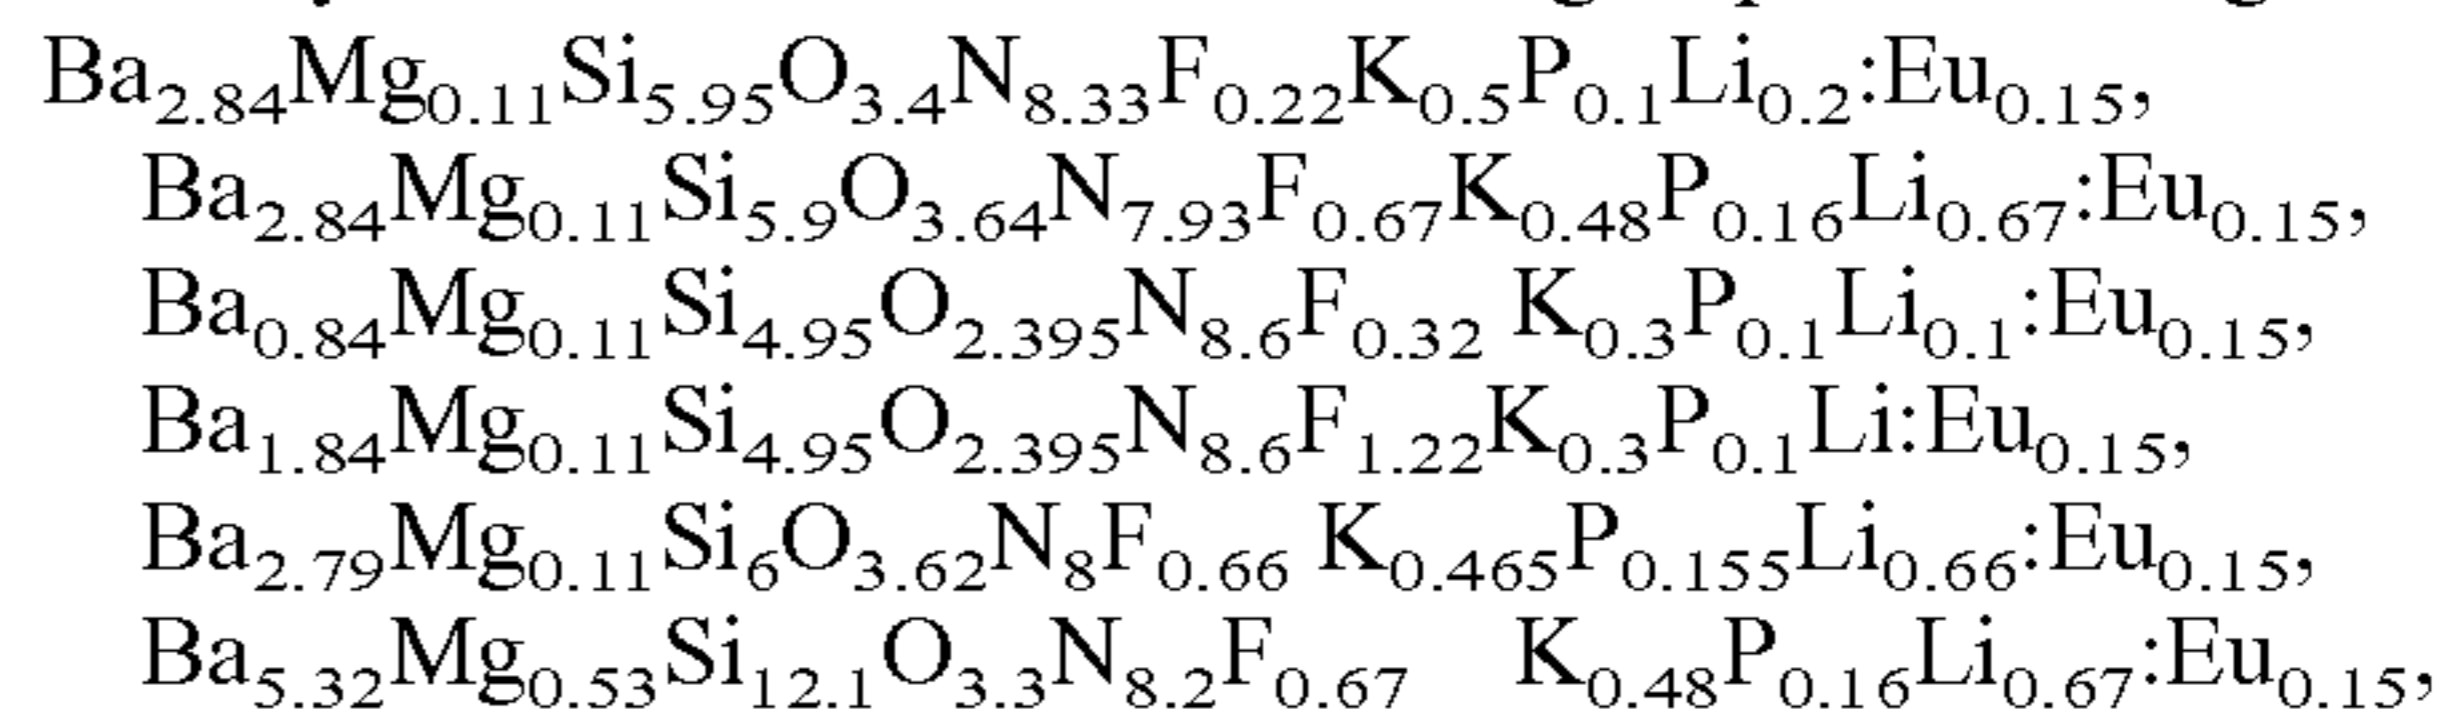 Ba₂.₈₄Mg₀.₁₁Si₅.₉₅O₃.₄N₈.₃₃F₀.₂₂K₀.₅P₀.₁Li₀.₂:Eu₀.₁₅,
Ba₂.₈₄Mg₀.₁₁Si₅.₉O₃.₆₄N₇.₉₃F₀.₆₇K₀.₄₈P₀.₁₆Li₀.₆₇:Eu₀.₁₅,
Ba₀.₈₄Mg₀.₁₁Si₄.₉₅O₂.₃₉₅N₈.₆F₀.₃₂ K₀.₃P₀.₁Li₀.₁:Eu₀.₁₅,
Ba₁.₈₄Mg₀.₁₁Si₄.₉₅O₂.₃₉₅N₈.₆F₁.₂₂K₀.₃P₀.₁Li:Eu₀.₁₅,
Ba₂.₇₉Mg₀.₁₁Si₆O₃.₆₂N₈F₀.₆₆ K₀.₄₆₅P₀.₁₅₅Li₀.₆₆:Eu₀.₁₅,
Ba₅.₃₂Mg₀.₅₃Si₁₂.₁O₃.₃N₈.₂F₀.₆₇ K₀.₄₈P₀.₁₆Li₀.₆₇:Eu₀.₁₅,